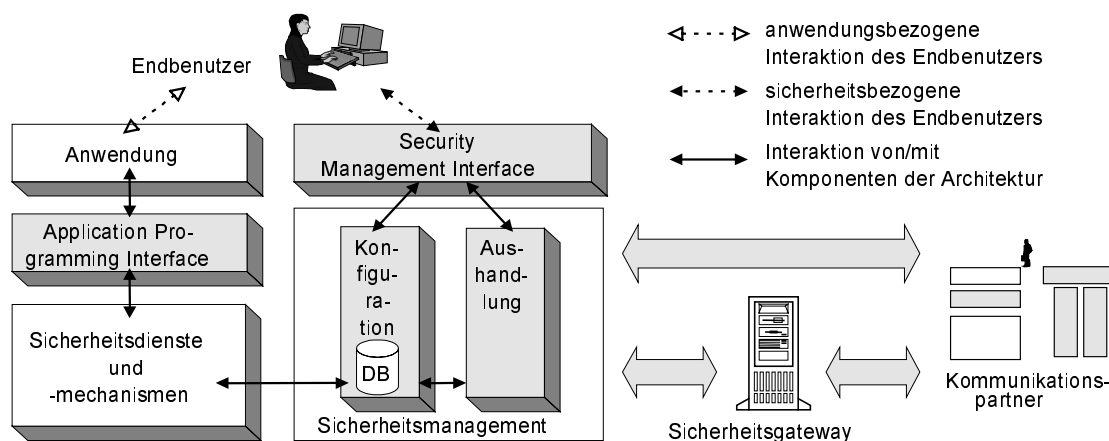 Endbenutzer
anwendungsbezogene
Interaktion des Endbenutzers
sicherheitsbezogene
Interaktion des Endbenutzers
Interaktion von/mit
Komponenten der Architektur
Anwendung
Application Pro-
gramming Interface
Sicherheitsdienste
und
-mechanismen
Security
Management Interface
Kon-
figu-
ra-
tion
DB
Aus-
hand-
lung
Sicherheitsmanagement
Sicherheitsgateway
Kommunikations-
partner